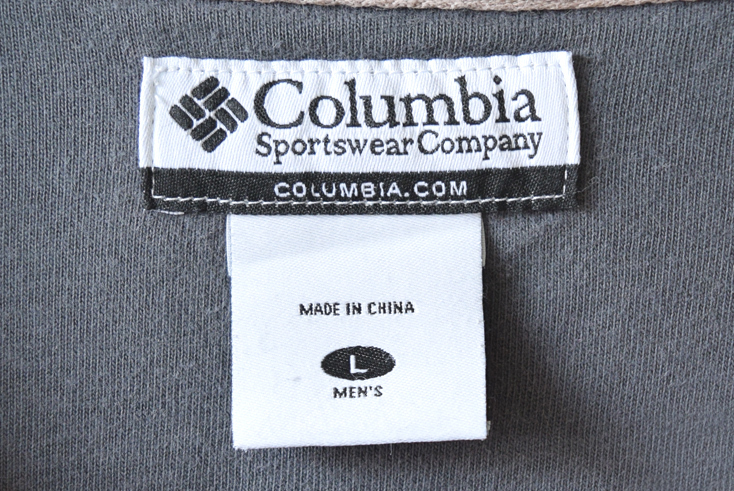 Columbia
Sportswear Company
COLUMBIA.COM
MADE IN CHINA
L
MEN'S